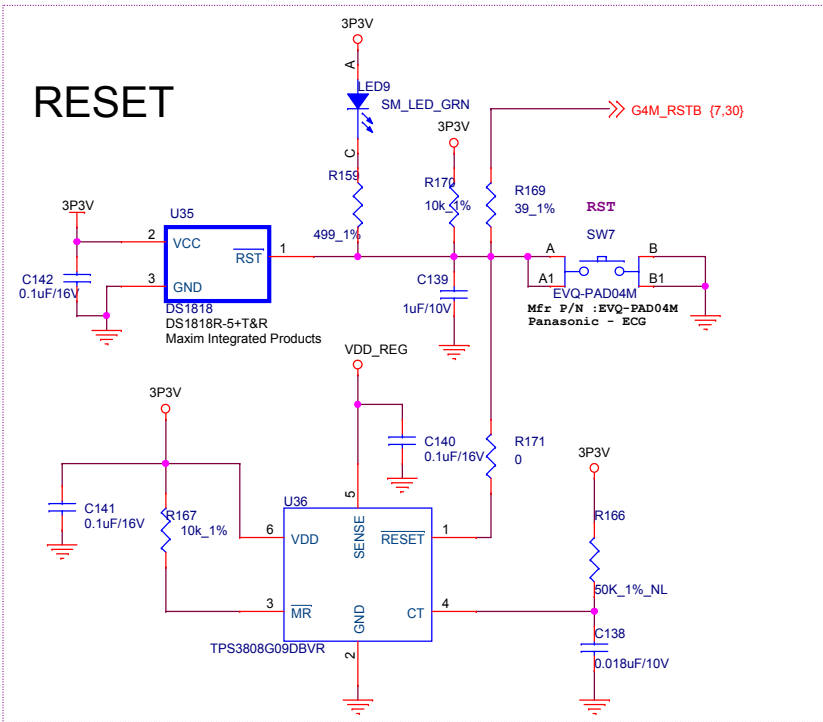 3P3V
RESET
A
LED9
SM_LED_GRN
G4M_RSTB {7,30}
3P3V
C
R159
R170
10k_1%
R169
39_1%
RST
3P3V
U35
SW7
499_1%
2
VCC
RST
1
A
B
C142
0.1uF/16V
3
GND
C139
1uF/10V
A1
B1
EVQ-PAD04M
DS1818
DS1818R-5+T&R
Maxim Integrated Products
Mfr P/N :EVQ-PAD04M
Panasonic - ECG
VDD_REG
3P3V
C140
0.1uF/16V
R171
0
3P3V
C141
0.1uF/16V
R167
10k_1%
U36
5
R166
6
VDD
SENSE
RESET
1
50K_1%_NL
3
MR
GND
CT
4
C138
TPS3808G09DBVR
2
0.018uF/10V